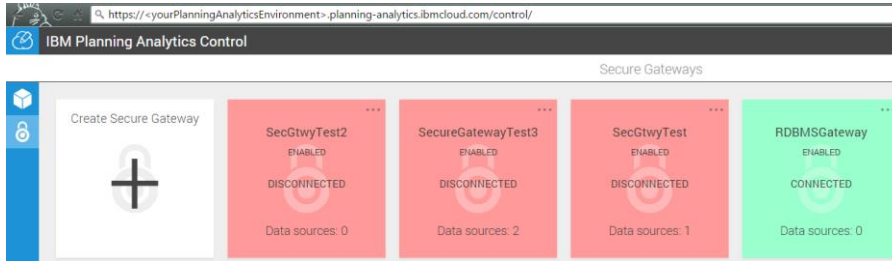 https://<yourPlanningAnalyticsEnvironment>.planning-analytics.ibmcloud.com/control/
IBM Planning Analytics Control
Secure Gateways
Create Secure Gateway
SecGtwyTest2
ENABLED
DISCONNECTED
Data sources: 0
SecureGatewayTest3
ENABLED
DISCONNECTED
Data sources: 2
SecGtwyTest
ENABLED
DISCONNECTED
Data sources: 1
RDBMSGateway
ENABLED
CONNECTED
Data sources: 0